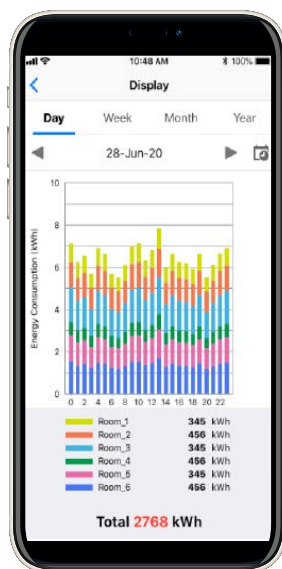 10:48 AM 100%
Display
Day Week Month Year
28-Jun-20
Energy Consumption (kWh)
10
8
6
4
2
0
0 2 4 6 8 10 12 14 16 18 20 22
Room_1 345 kWh
Room_2 456 kWh
Room_3 345 kWh
Room_4 456 kWh
Room_5 345 kWh
Room_6 456 kWh
Total 2768 kWh